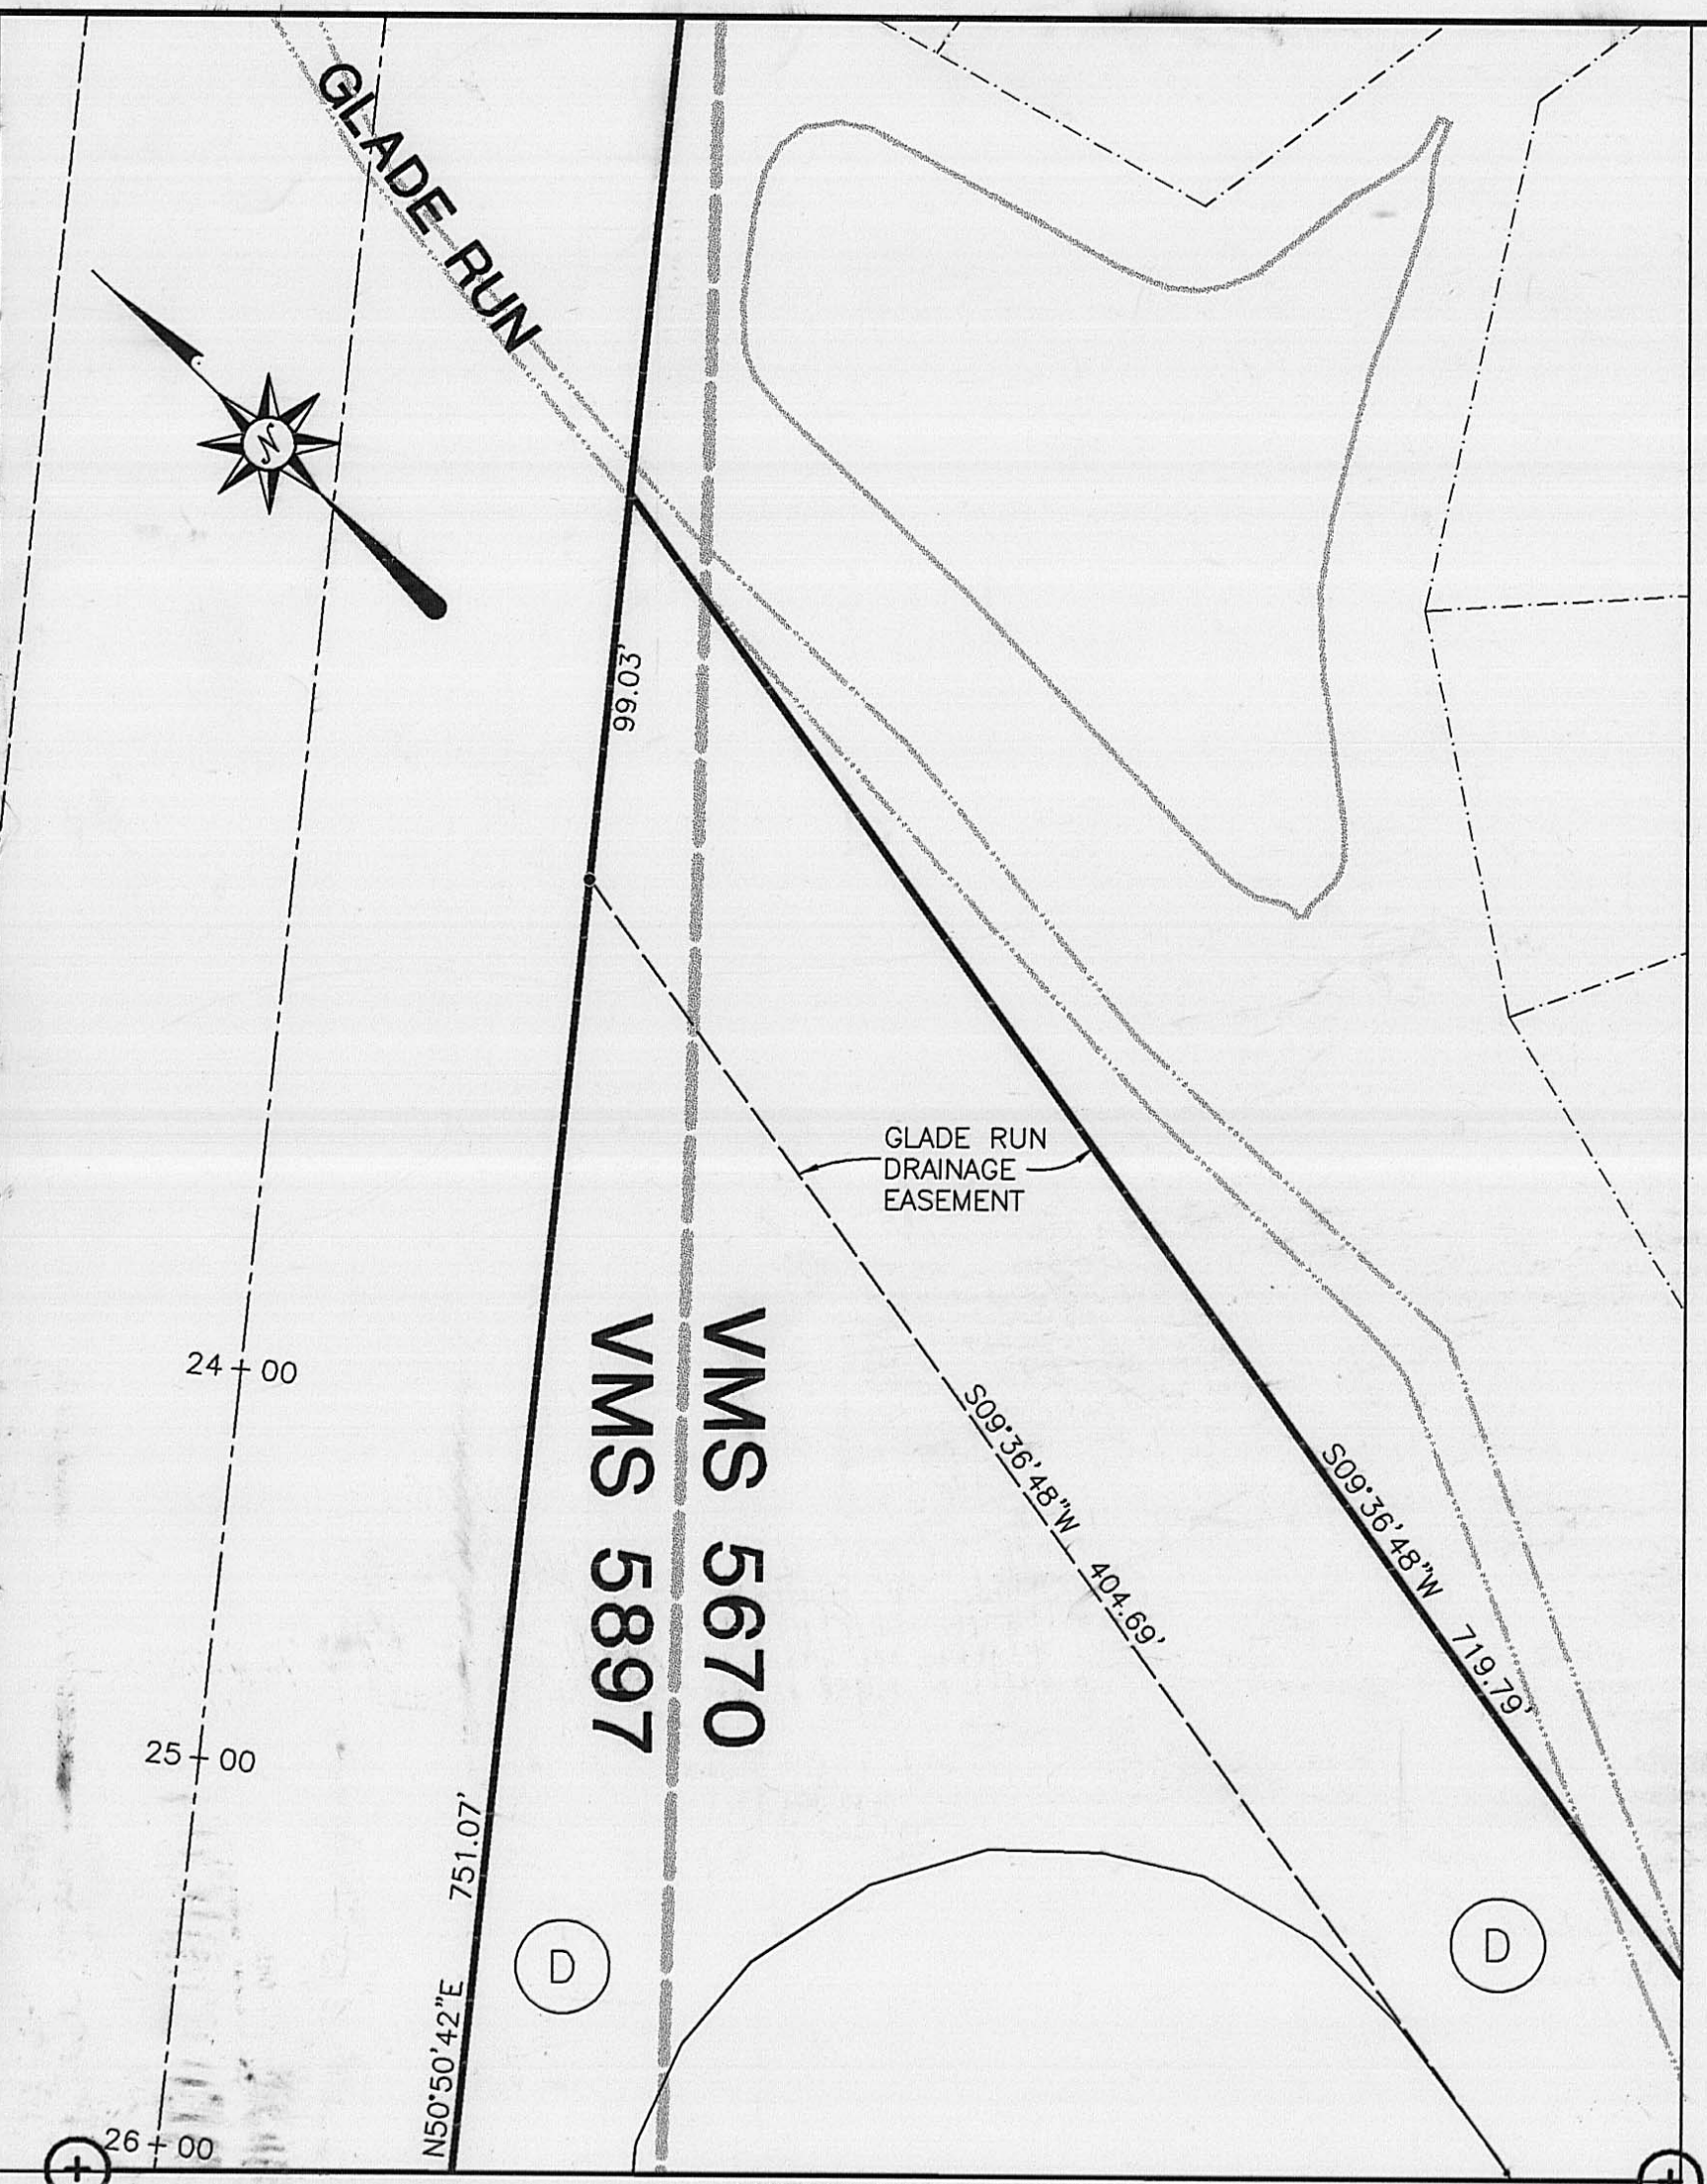 GLADE RUN
N
99.03'
GLADE RUN
DRAINAGE
EASEMENT
VMS 5670
VMS 5897
24+00
S09°36'48"W 404.69'
S09°36'48"W 719.79'
25+00
751.07'
N50°50'42"E
D
D
26+00